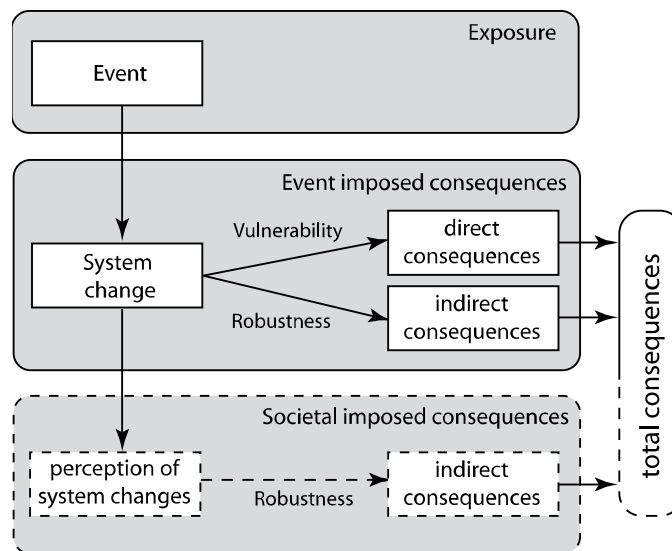 Exposure
Event
Event imposed consequences
Vulnerability
direct
consequences
System
change
Robustness
indirect
consequences
total consequences
Societal imposed consequences
perception of
system changes
Robustness
indirect
consequences